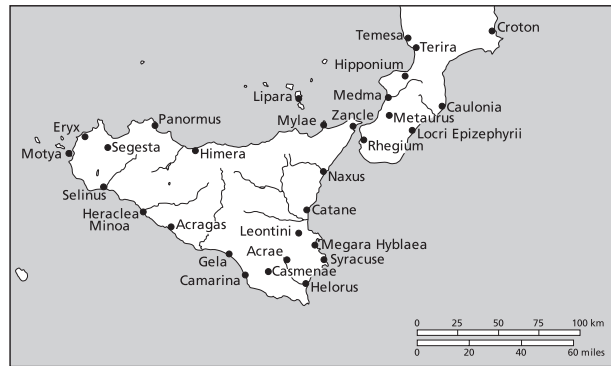 Croton
Temesa
Terira
Hipponium
Medma
Lipara
Caulonia
Metaurus
Zancle
Mylae
Panormus
Eryx
Locri Epizephyrii
Rhegium
Segesta
Himera
Motya
Naxus
Selinus
Catane
Heraclea
Minoa
Acragas
Leontini
Megara Hyblaea
Acrae
Syracuse
Gela
Casmenae
Camarina
Helorus
0 25 50 75 100 km
0 20 40 60 miles